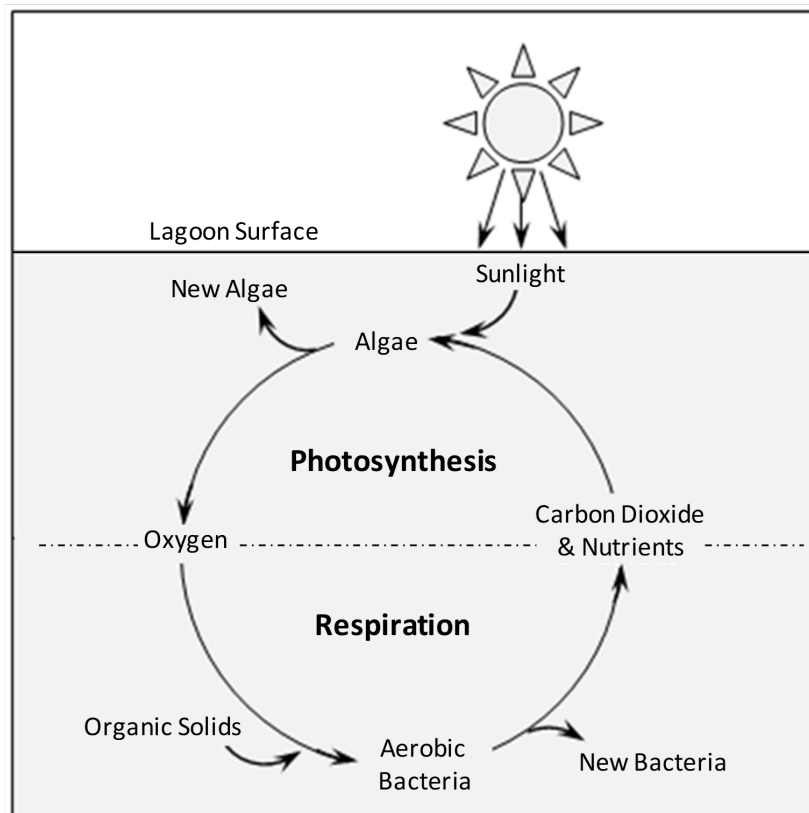 Lagoon Surface
Sunlight
New Algae
Algae
Photosynthesis
Oxygen
Carbon Dioxide
& Nutrients
Respiration
Organic Solids
Aerobic
Bacteria
New Bacteria